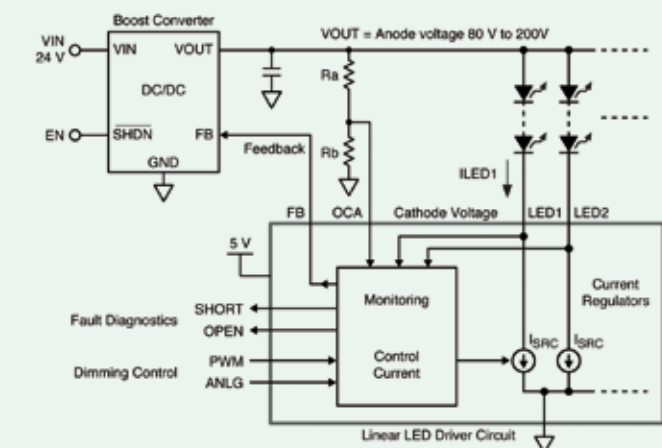 Boost Converter
VIN
24 V
VIN
VOUT
VOUT = Anode voltage 80 V to 200V
DC/DC
Ra
EN
SHDN
FB
Feedback
Rb
GND
ILED1
FB
OCA
Cathode Voltage
LED1
LED2
5 V
Monitoring
Current
Regulators
Fault Diagnostics
SHORT
OPEN
ISRC
ISRC
Dimming Control
PWM
ANLG
Control
Current
Linear LED Driver Circuit